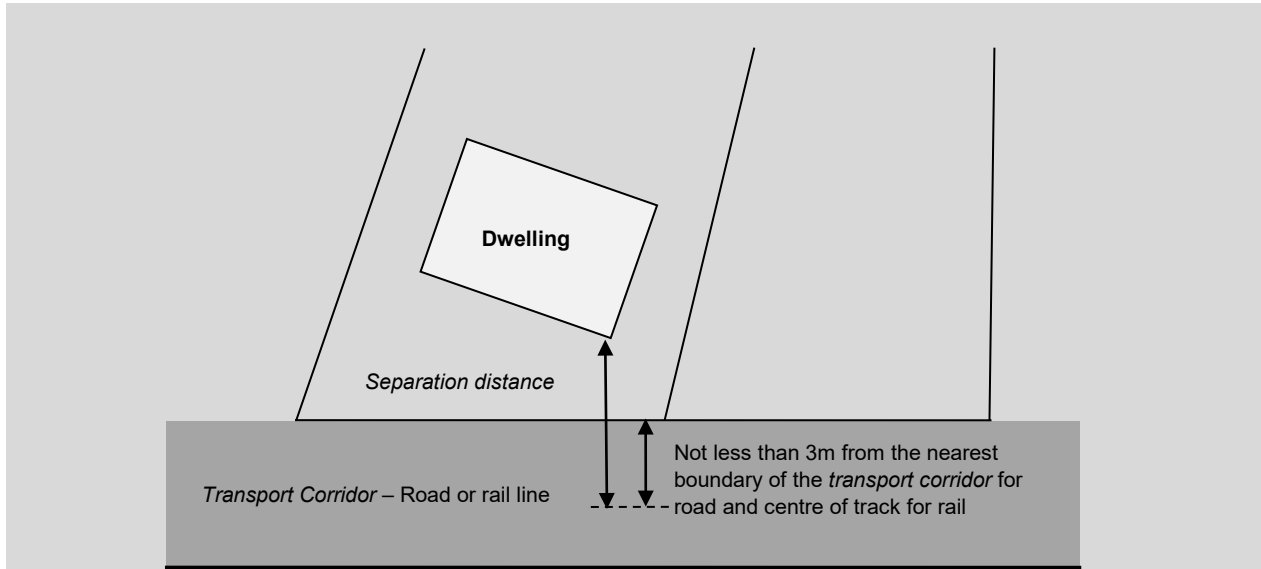 Dwelling
Separation distance
Not less than 3m from the nearest
boundary of the transport corridor for
road and centre of track for rail
Transport Corridor – Road or rail line